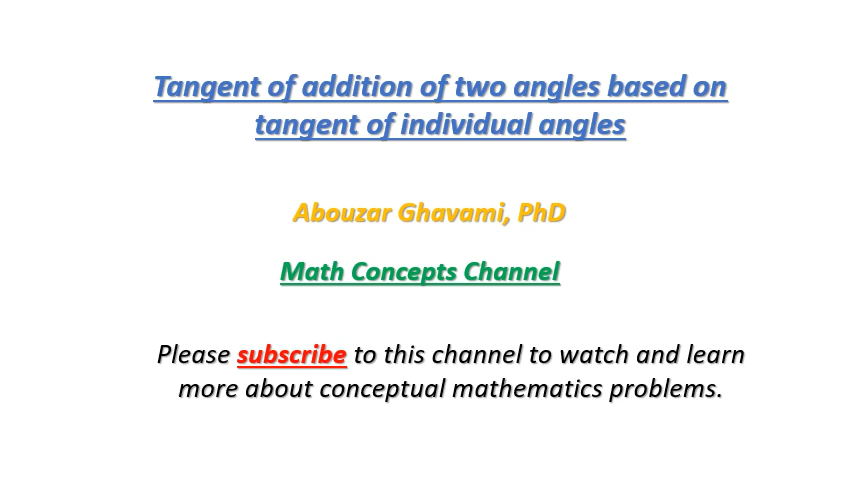 Tangent of addition of two angles based on
tangent of individual angles
Abouzar Ghavami, PhD
Math Concepts Channel
Please subscribe to this channel to watch and learn
more about conceptual mathematics problems.